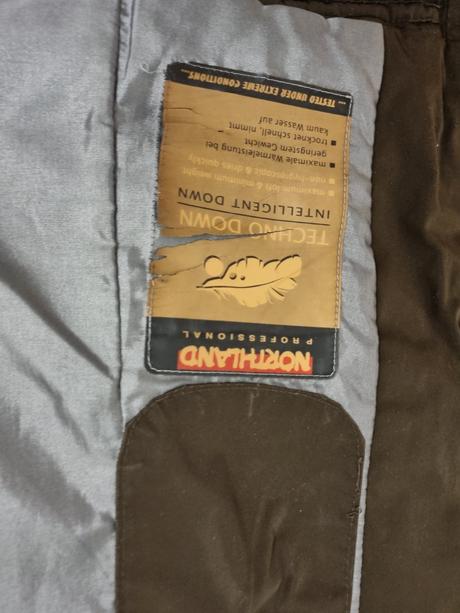 NORTHLAND
PROFESSIONAL
TECHNO DOWN
INTELLIGENT DOWN
■ maximum loft & minimum weight
■ non-hygroscopic & dries quickly
■ maximale Wärmeleistung bei
geringstem Gewicht
■ trocknet schnell, nimmt
kaum Wasser auf
... TESTED UNDER EXTREME CONDITIONS...